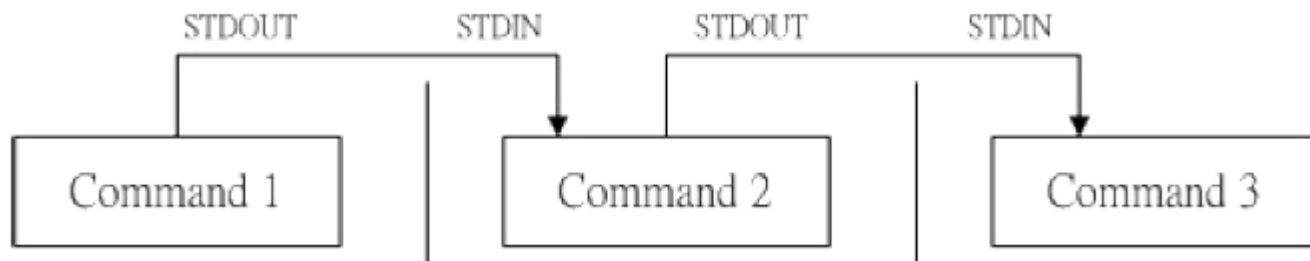 STDOUT STDIN STDOUT STDIN
Command 1 Command 2 Command 3